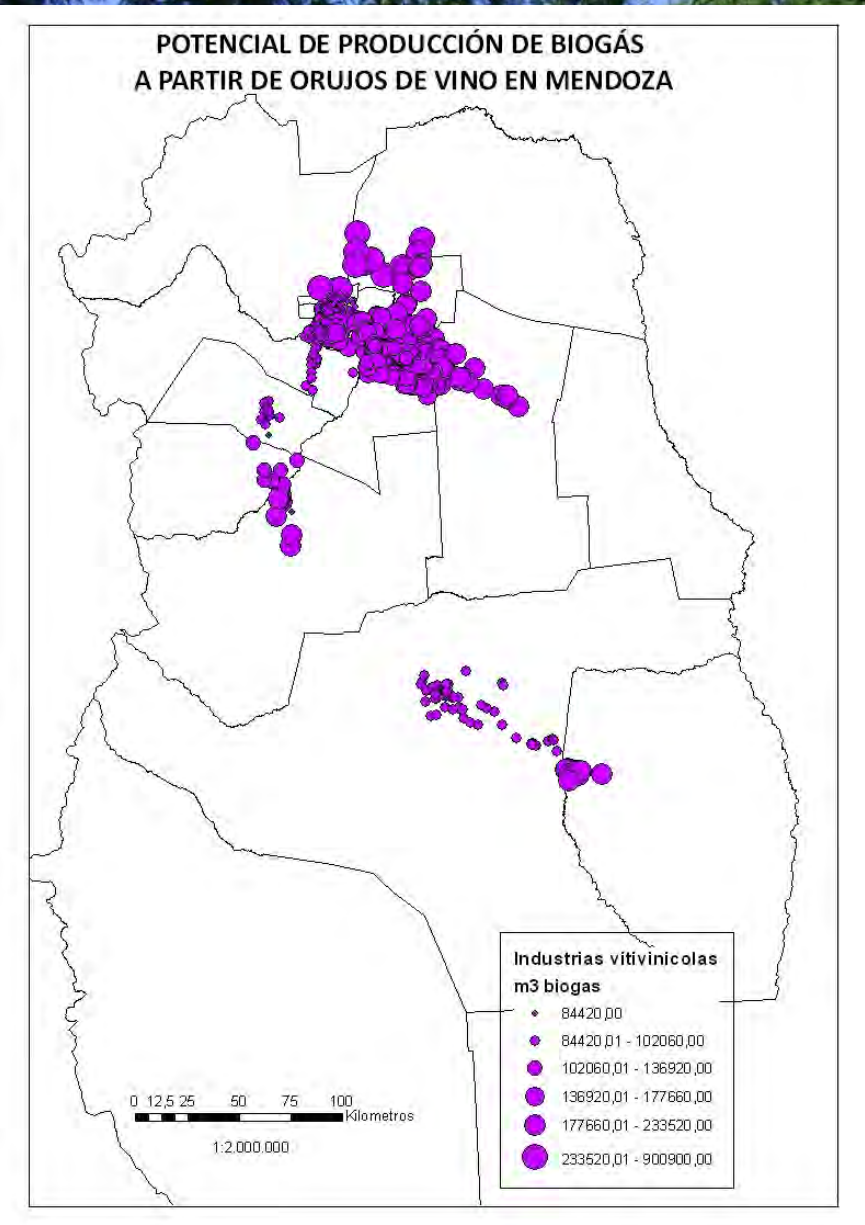 POTENCIAL DE PRODUCCIÓN DE BIOGÁS
A PARTIR DE ORUJOS DE VINO EN MENDOZA
Industrias vitivinicolas
m3 biogas
84420,00
84420,01 - 102060,00
102060,01 - 136920,00
136920,01 - 177660,00
177660,01 - 233520,00
233520,01 - 900900,00
0 12,5 25 50 75 100
Kilometros
1:2.000.000